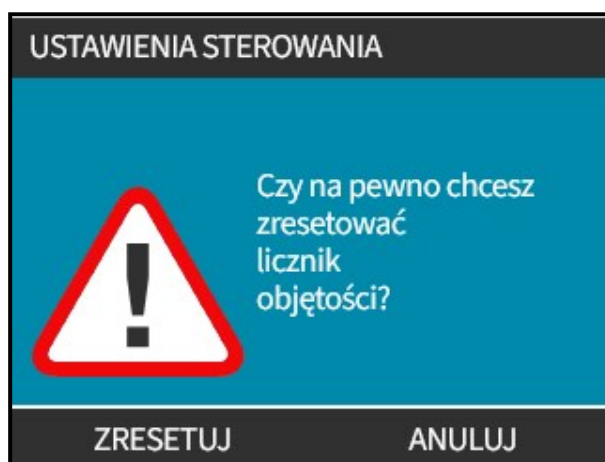 USTAWIENIA STEROWANIA
Czy na pewno chcesz
zresetować
licznik
objętości?
!
ZRESETUJ ANULUJ